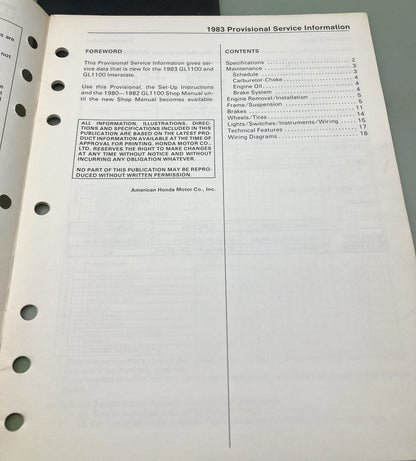 s are
not
1983 Provisional Service Information
FOREWORD
This Provisional Service Information gives ser-
vice data that is new for the 1983 GL1100 and
GL1100 Interstate.
Use this Provisional, the Set-Up Instructions
and the 1980—1982 GL1100 Shop Manual un-
til the new Shop Manual becomes available.
ALL INFORMATION, ILLUSTRATIONS, DIREC-
TIONS AND SPECIFICATIONS INCLUDED IN THIS
PUBLICATION ARE BASED ON THE LATEST PRO-
DUCT INFORMATION AVAILABLE AT THE TIME OF
APPROVAL FOR PRINTING. HONDA MOTOR CO.,
LTD. RESERVES THE RIGHT TO MAKE CHANGES
AT ANY TIME WITHOUT NOTICE AND WITHOUT
INCURRING ANY OBLIGATION WHATEVER.
NO PART OF THIS PUBLICATION MAY BE REPRO-
DUCED WITHOUT WRITTEN PERMISSION.
American Honda Motor Co., Inc.
CONTENTS
Specifications 2
Maintenance 3
Schedule 3
Carburetor-Choke 4
Engine Oil 4
Brake System 4
Engine Removal/Installation 5
Frame/Suspension 5
Brakes 11
Wheels/Tires 14
Lights/Switches/Instruments/Wiring 15
Technical Features 17
Wiring Diagrams 18